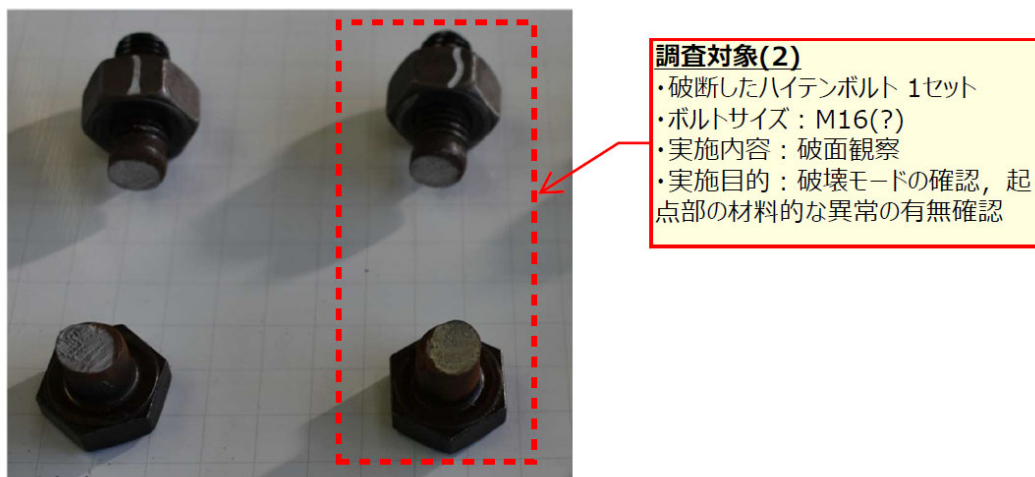 調査対象(2)
・破断したハイテンボルト 1セット
・ボルトサイズ：M16(?)
・実施内容：破面観察
・実施目的：破壊モードの確認，起
点部の材料的な異常の有無確認